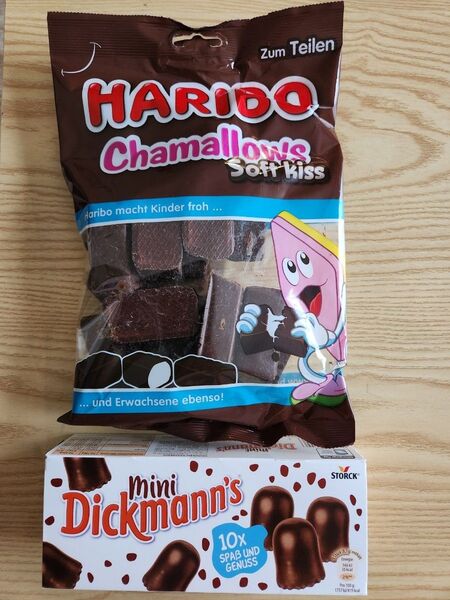 Zum Teilen
HARIBO
Chamallows
Soft kiss
Haribo macht Kinder froh ...
... und Erwachsene ebenso!
mini
Dickmann's
STORCK
10x
SPAß UND
GENUSS